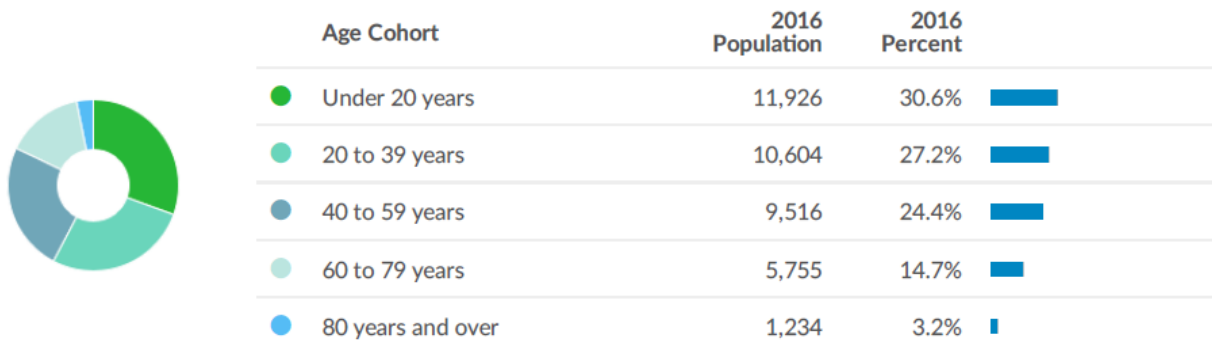 Age Cohort 2016 Population 2016 Percent
Under 20 years 11,926 30.6%
20 to 39 years 10,604 27.2%
40 to 59 years 9,516 24.4%
60 to 79 years 5,755 14.7%
80 years and over 1,234 3.2%